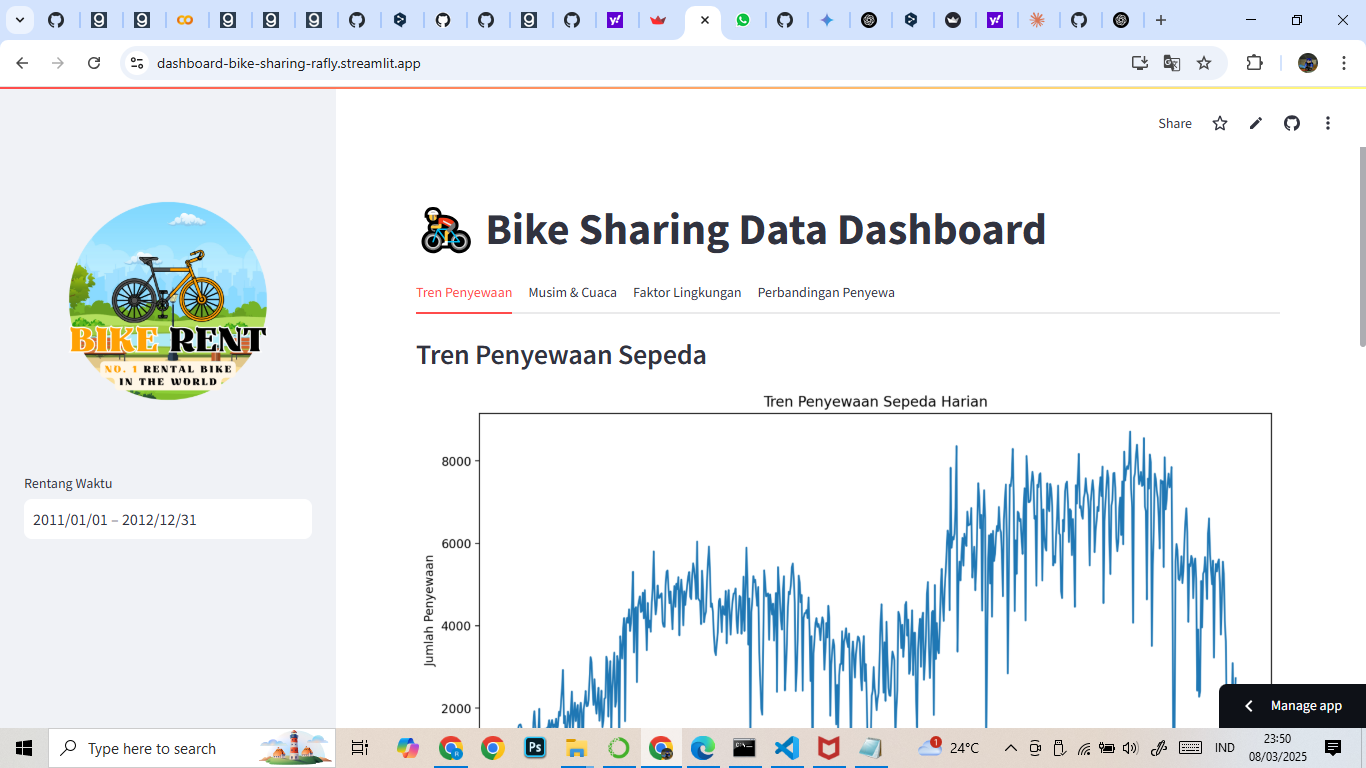 dashboard-bike-sharing-rafly.streamlit.app
Share
BIKE RENT
NO. 1 RENTAL BIKE
IN THE WORLD
Rentang Waktu
2011/01/01 – 2012/12/31
Bike Sharing Data Dashboard
Tren Penyewaan Musim & Cuaca Faktor Lingkungan Perbandingan Penyewa
Tren Penyewaan Sepeda
Tren Penyewaan Sepeda Harian
Jumlah Penyewaan
8000
6000
4000
2000
Manage app
Type here to search
Ps
1
24°C
IND
23:50
08/03/2025